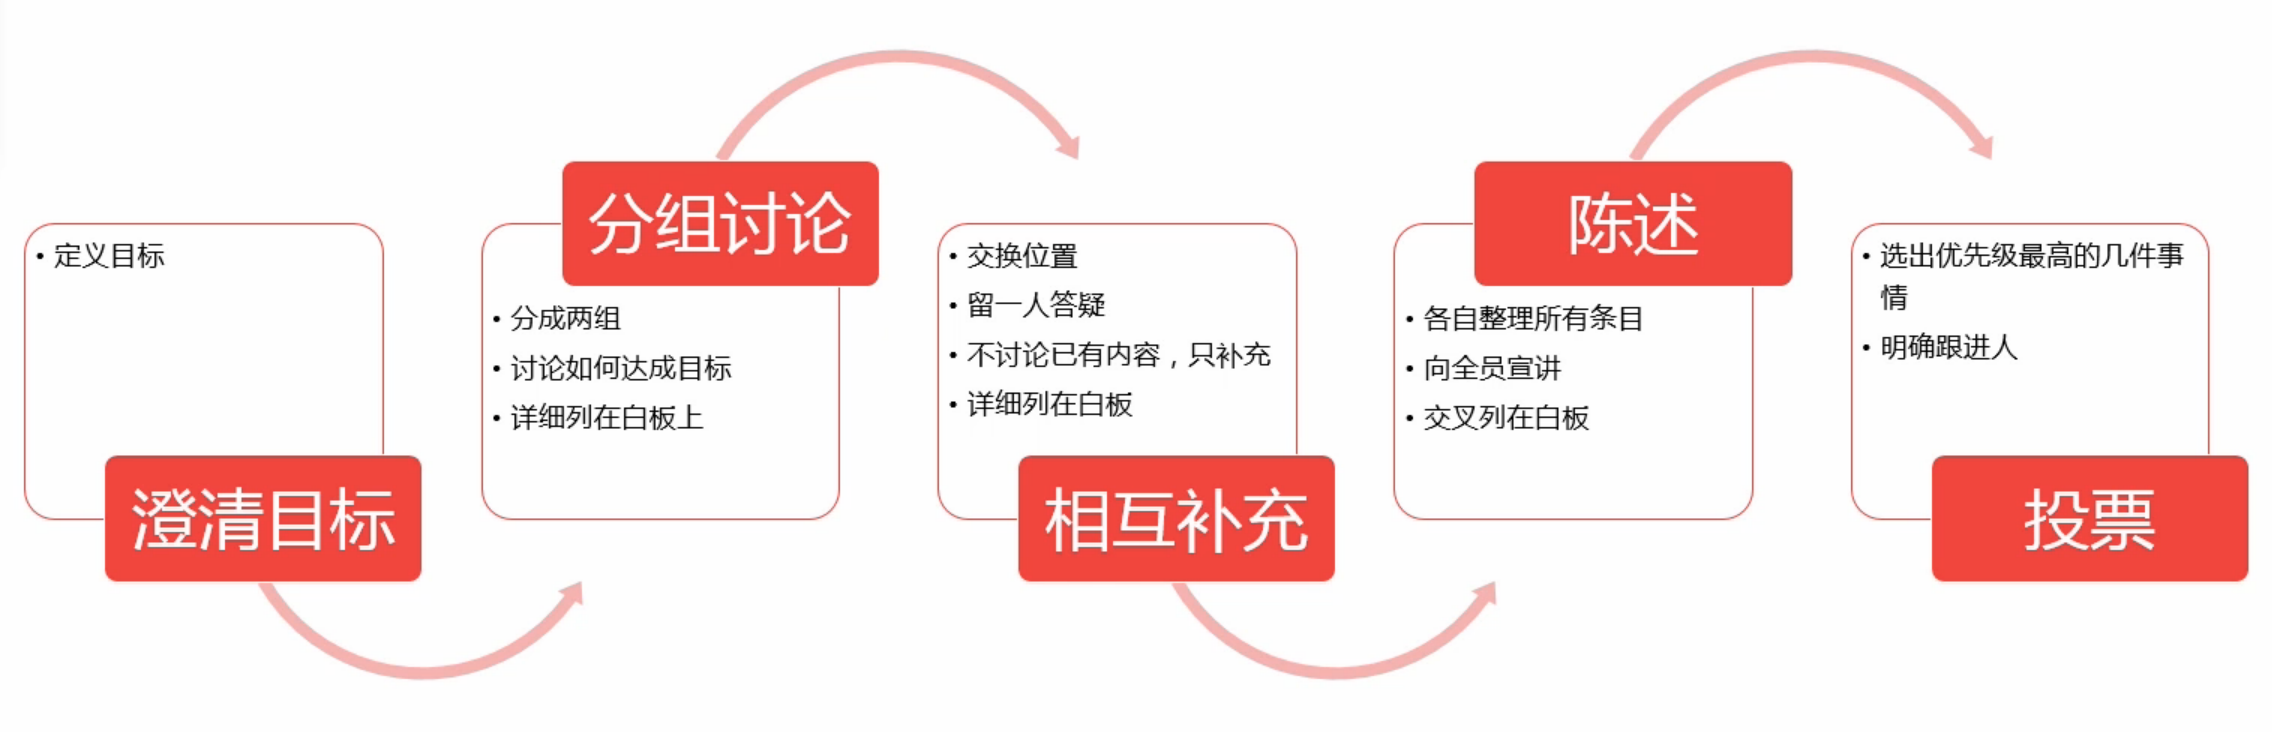 • 定义目标
澄清目标
分组讨论
• 分成两组
• 讨论如何达成目标
• 详细列在白板上
• 交换位置
• 留一人答疑
• 不讨论已有内容，只补充
• 详细列在白板
相互补充
陈述
• 各自整理所有条目
• 向全员宣讲
• 交叉列在白板
• 选出优先级最高的几件事
情
• 明确跟进人
投票